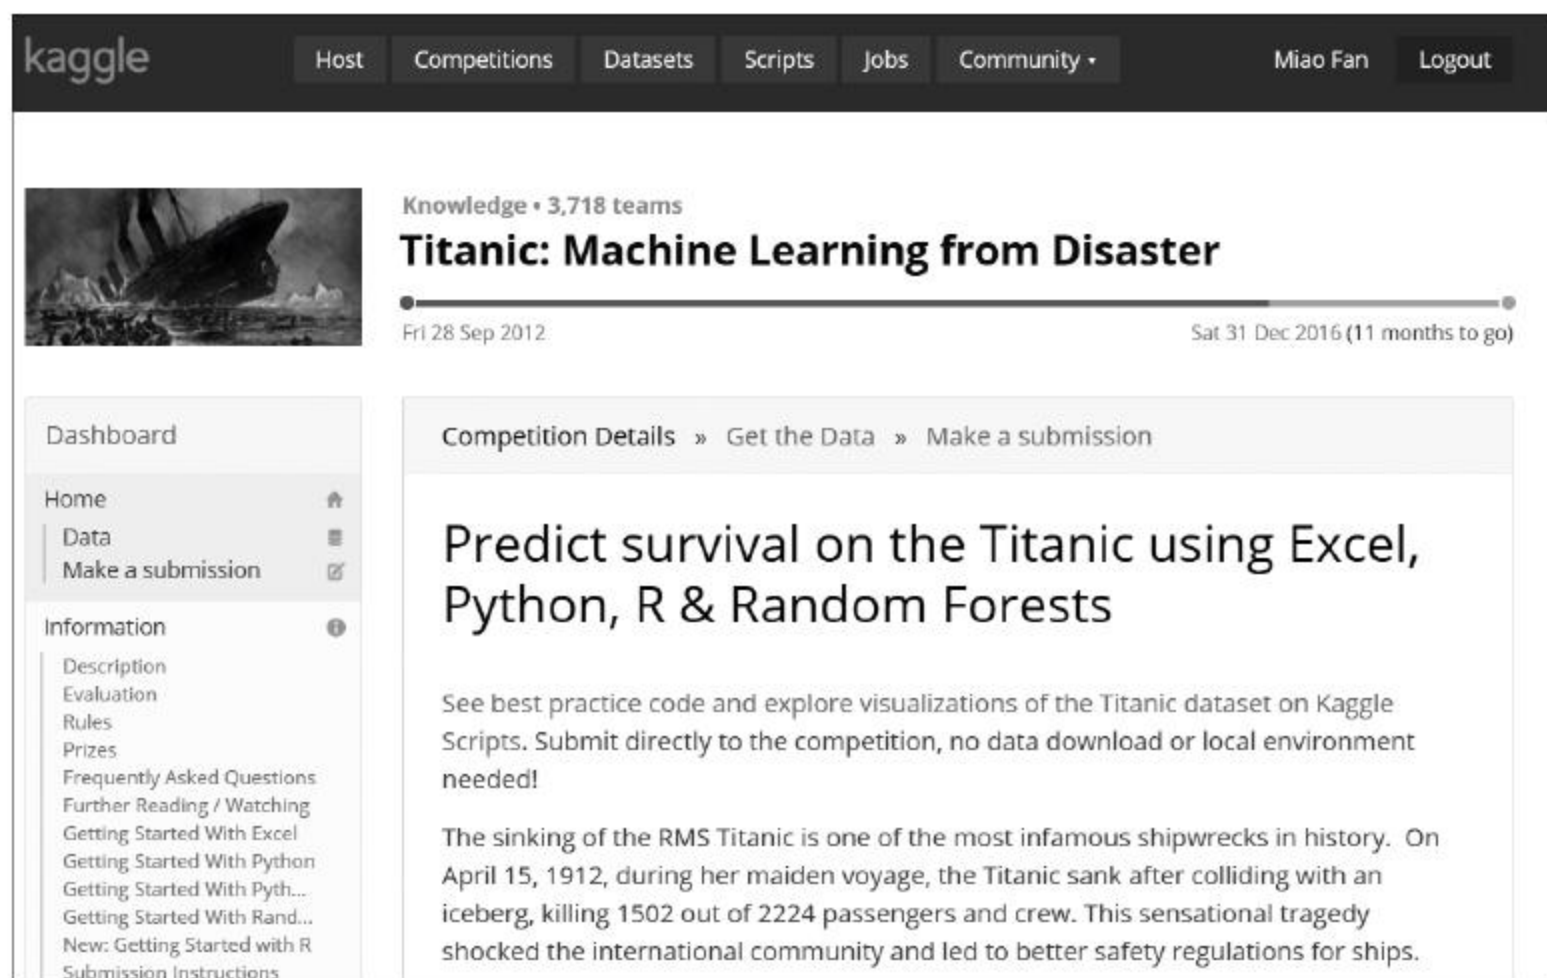 kaggle
Host Competitions Datasets Scripts Jobs Community Miao Fan Logout
Knowledge • 3,718 teams
Titanic: Machine Learning from Disaster
Fri 28 Sep 2012 Sat 31 Dec 2016 (11 months to go)
Dashboard
Home
Data
Make a submission
Information
Description
Evaluation
Rules
Prizes
Frequently Asked Questions
Further Reading / Watching
Getting Started With Excel
Getting Started With Python
Getting Started With Pyth...
Getting Started With Rand...
New: Getting Started with R
Submission Instructions
Competition Details » Get the Data » Make a submission
Predict survival on the Titanic using Excel,
Python, R & Random Forests
See best practice code and explore visualizations of the Titanic dataset on Kaggle
Scripts. Submit directly to the competition, no data download or local environment
needed!
The sinking of the RMS Titanic is one of the most infamous shipwrecks in history. On
April 15, 1912, during her maiden voyage, the Titanic sank after colliding with an
iceberg, killing 1502 out of 2224 passengers and crew. This sensational tragedy
shocked the international community and led to better safety regulations for ships.